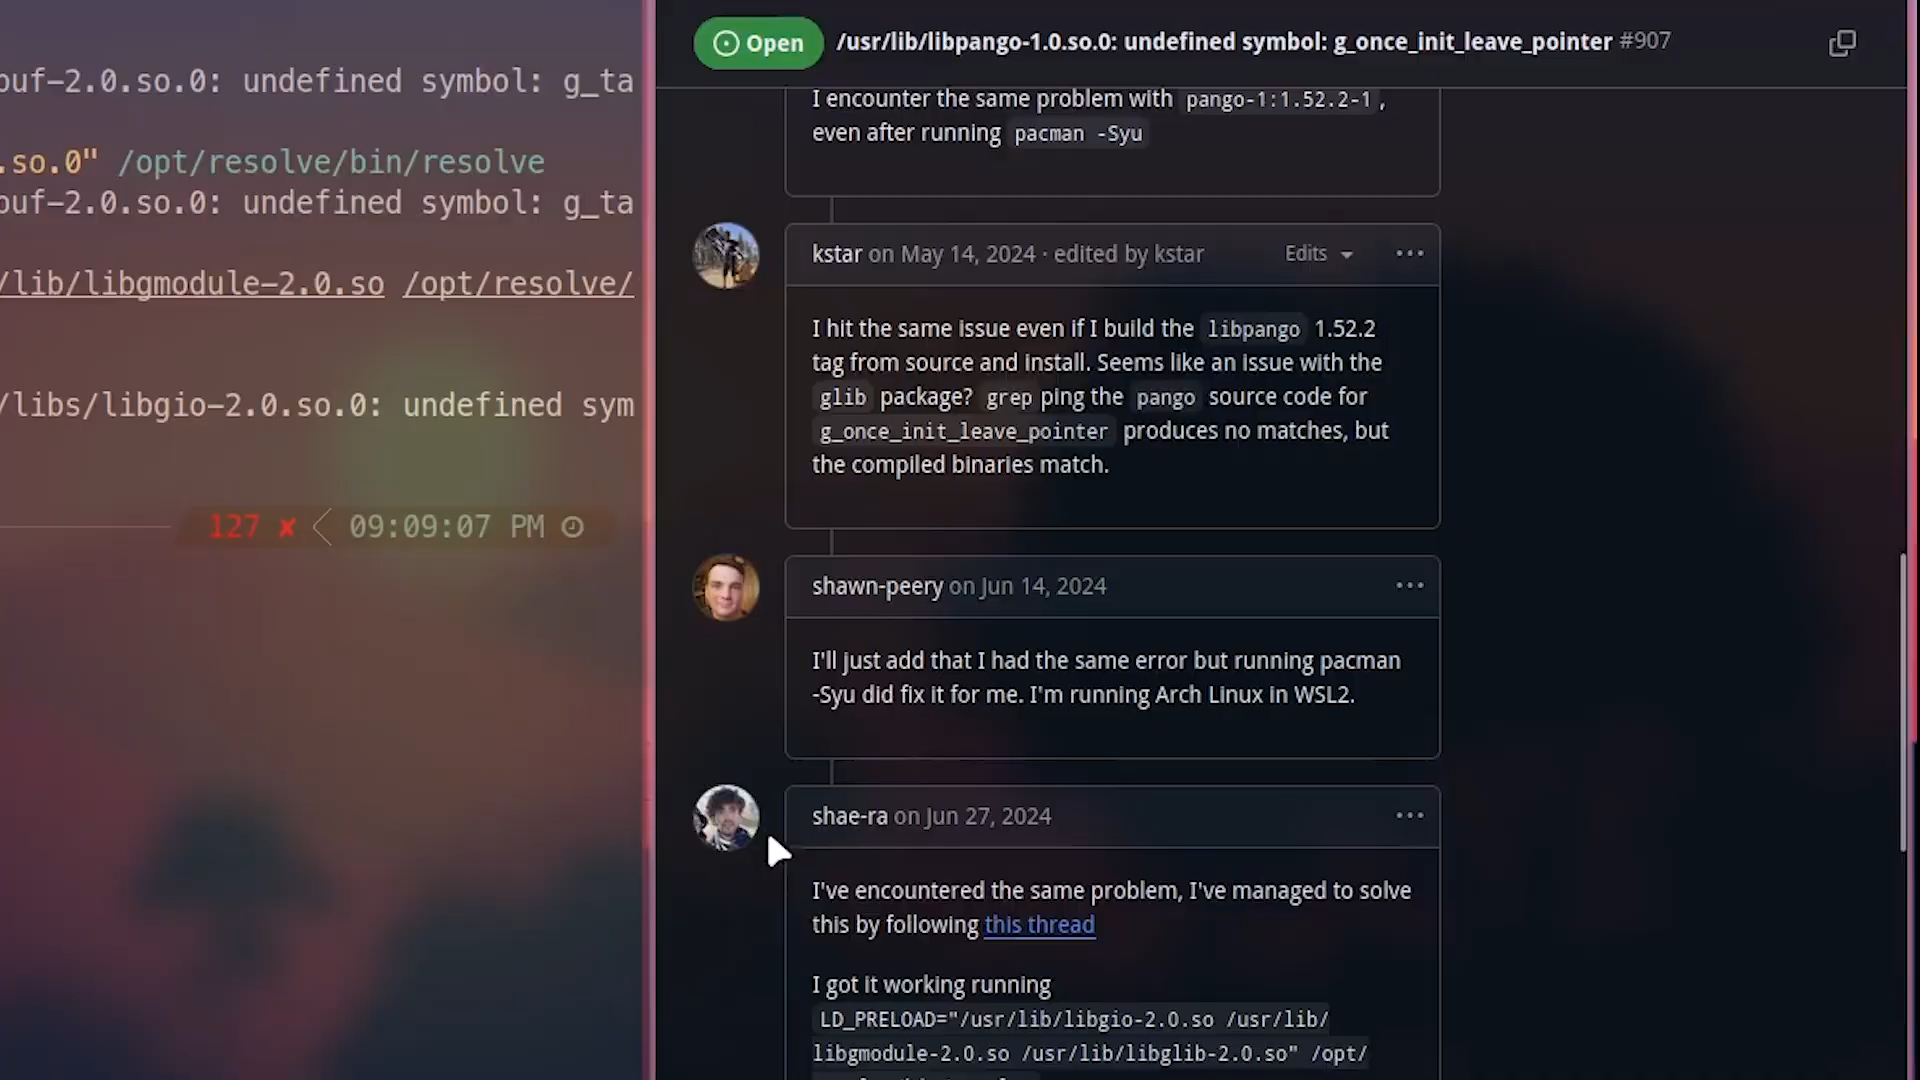 buf-2.0.so.0: undefined symbol: g_ta
.so.0" /opt/resolve/bin/resolve
buf-2.0.so.0: undefined symbol: g_ta
/lib/libgmodule-2.0.so /opt/resolve/
/libs/libgio-2.0.so.0: undefined sym
127 ✘ 09:09:07 PM
Open /usr/lib/libpango-1.0.so.0: undefined symbol: g_once_init_leave_pointer #907
I encounter the same problem with pango-1:1.52.2-1 ,
even after running pacman -Syu
kstar on May 14, 2024 · edited by kstar Edits
I hit the same issue even if I build the libpango 1.52.2
tag from source and install. Seems like an issue with the
glib package? grep ping the pango source code for
g_once_init_leave_pointer produces no matches, but
the compiled binaries match.
shawn-peery on Jun 14, 2024
I'll just add that I had the same error but running pacman
-Syu did fix it for me. I'm running Arch Linux in WSL2.
shae-ra on Jun 27, 2024
I've encountered the same problem, I've managed to solve
this by following this thread
I got it working running
LD_PRELOAD="/usr/lib/libgio-2.0.so /usr/lib/
libgmodule-2.0.so /usr/lib/libglib-2.0.so" /opt/